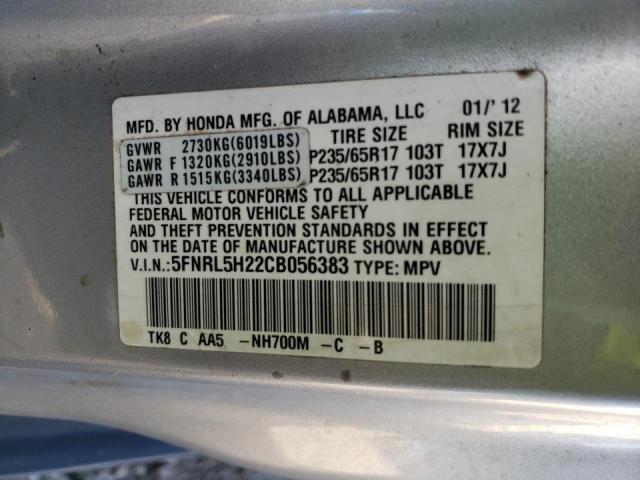 MFD. BY HONDA MFG. OF ALABAMA, LLC 01/'12
TIRE SIZE RIM SIZE
GVWR 2730KG(6019LBS)
GAWR F 1320KG(2910LBS) P235/65R17 103T 17X7J
GAWR R 1515KG(3340LBS) P235/65R17 103T 17X7J
THIS VEHICLE CONFORMS TO ALL APPLICABLE
FEDERAL MOTOR VEHICLE SAFETY
AND THEFT PREVENTION STANDARDS IN EFFECT
ON THE DATE OF MANUFACTURE SHOWN ABOVE.
V.I.N.:5FNRL5H22CB056383 TYPE: MPV
TK8 C AA5 -NH700M -C -B